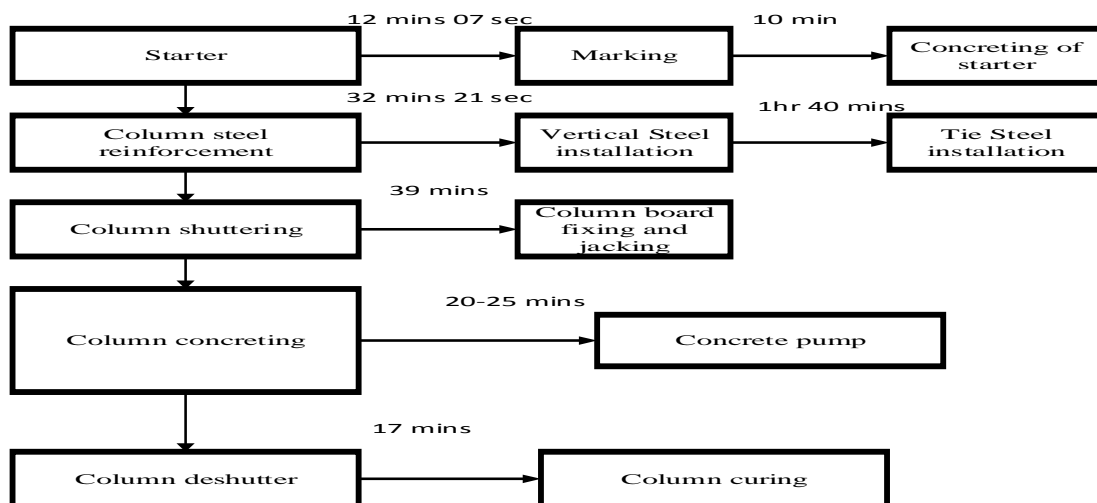 12 mins 07 sec
10 min
Starter
Marking
Concreting of
starter
32 mins 21 sec
1hr 40 mins
Column steel
reinforcement
Vertical Steel
installation
Tie Steel
installation
39 mins
Column shuttering
Column board
fixing and
jacking
20-25 mins
Column concreting
Concrete pump
17 mins
Column deshutter
Column curing